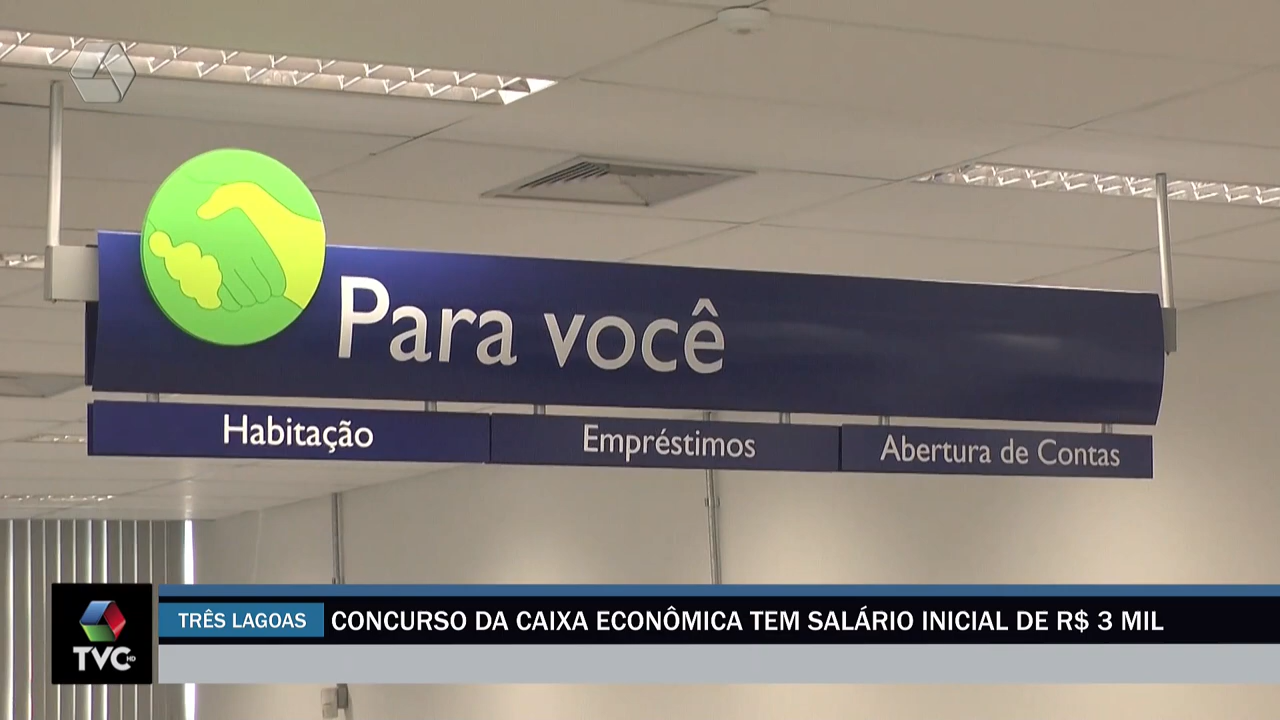 Para você
Habitação
Empréstimos
Abertura de Contas
TRÊS LAGOAS
CONCURSO DA CAIXA ECONÔMICA TEM SALÁRIO INICIAL DE R$ 3 MIL
TVC HD